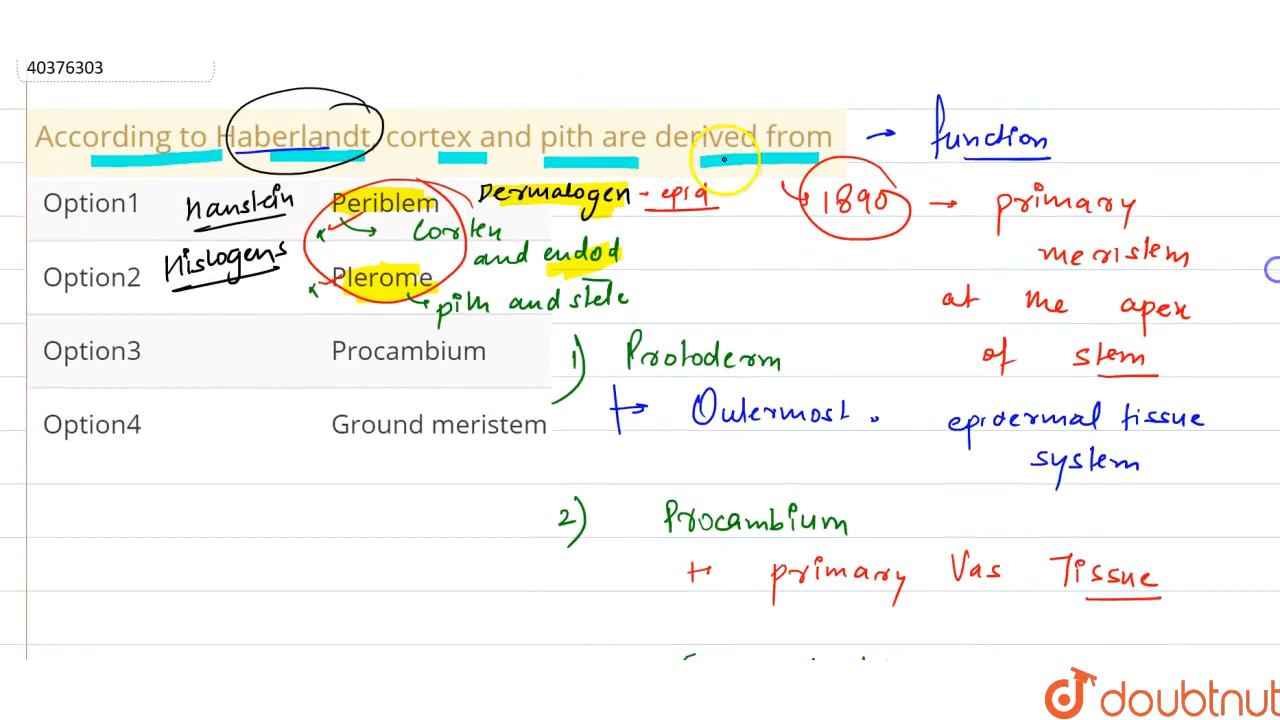 40376303
According to Haberlandt, cortex and pith are derived from → function
Option1 Hanstein Periblem Dermalogen - epid 1890 → primary
cortex meristem
Option2 Histogens Plerome and endod
pith and stele at the apex
Option3 Procambium 1) Protoderm of stem
Option4 Ground meristem → Outermost. epidermal tissue
system
2) Procambium
primary Vas Tissue
doubtnut